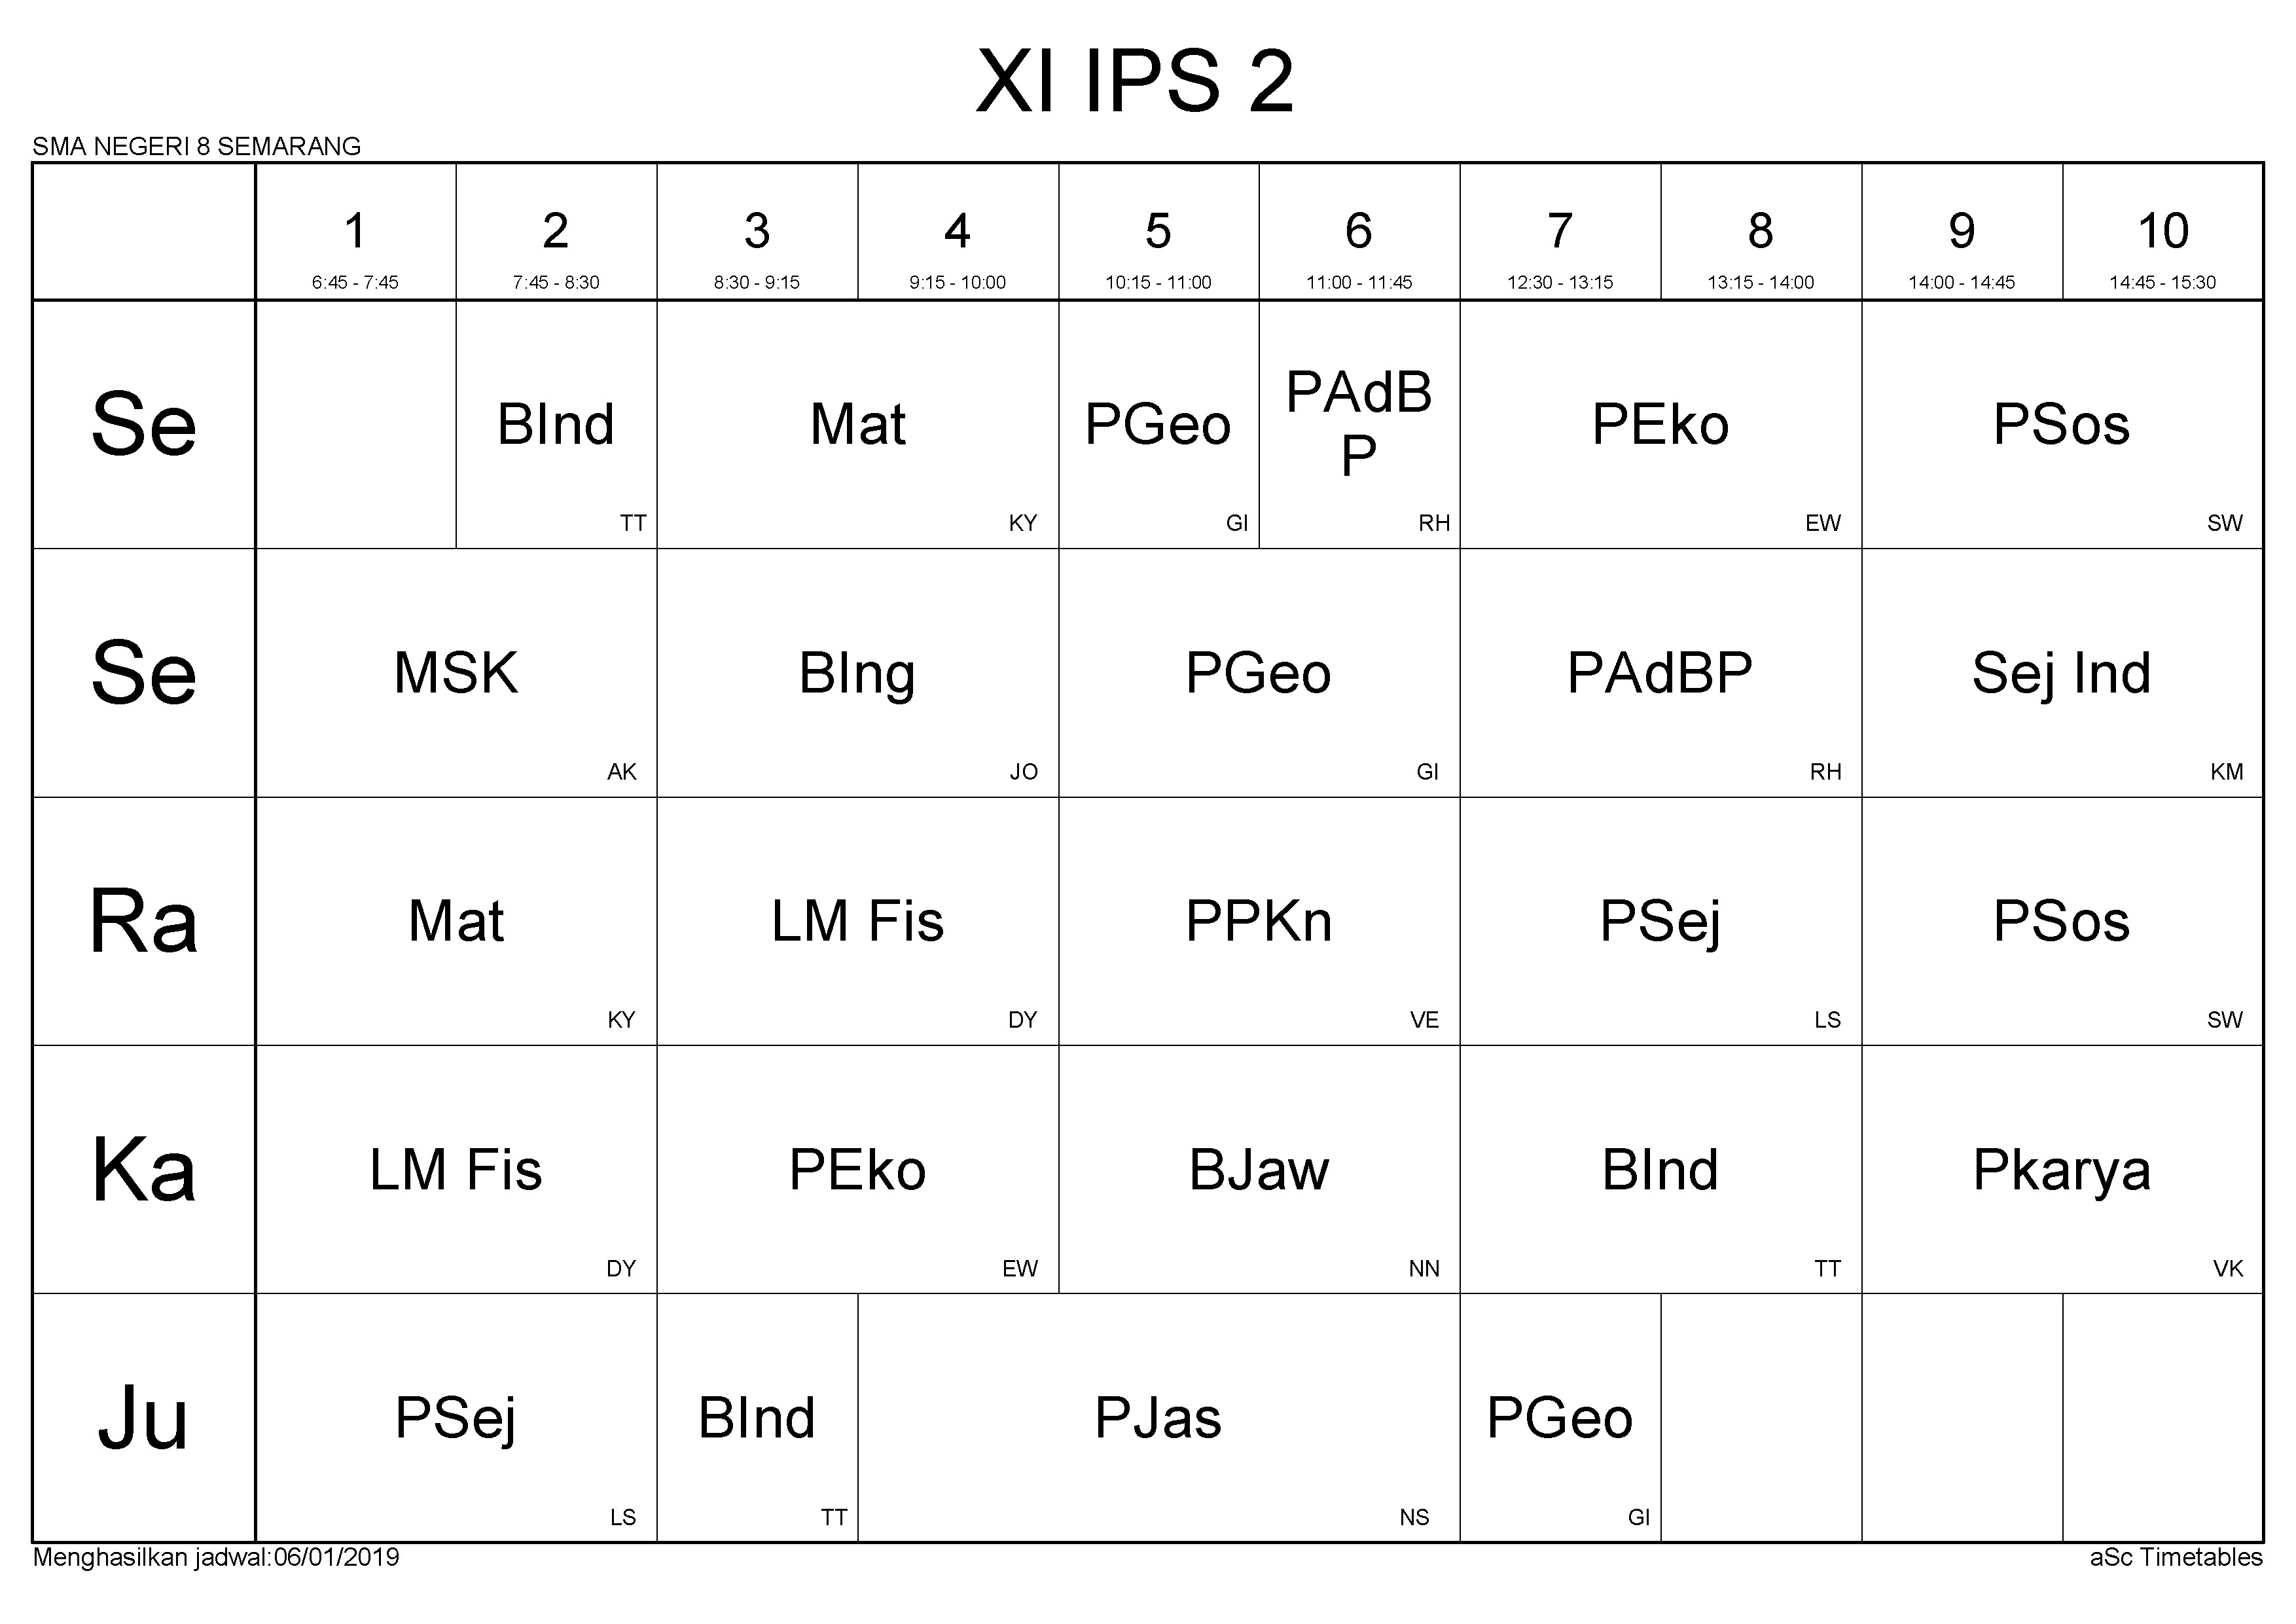 XI IPS 2
SMA NEGERI 8 SEMARANG
1 2 3 4 5 6 7 8 9 10
6:45 - 7:45 7:45 - 8:30 8:30 - 9:15 9:15 - 10:00 10:15 - 11:00 11:00 - 11:45 12:30 - 13:15 13:15 - 14:00 14:00 - 14:45 14:45 - 15:30
Se BInd Mat PGeo PAdB
P PEko PSos
TT KY GI RH EW SW
Se MSK BIng PGeo PAdBP Sej Ind
AK JO GI RH KM
Ra Mat LM Fis PPKn PSej PSos
KY DY VE LS SW
Ka LM Fis PEko BJaw BInd Pkarya
DY EW NN TT VK
Ju PSej BInd PJas PGeo
LS TT NS GI
Menghasilkan jadwal:06/01/2019 aSc Timetables